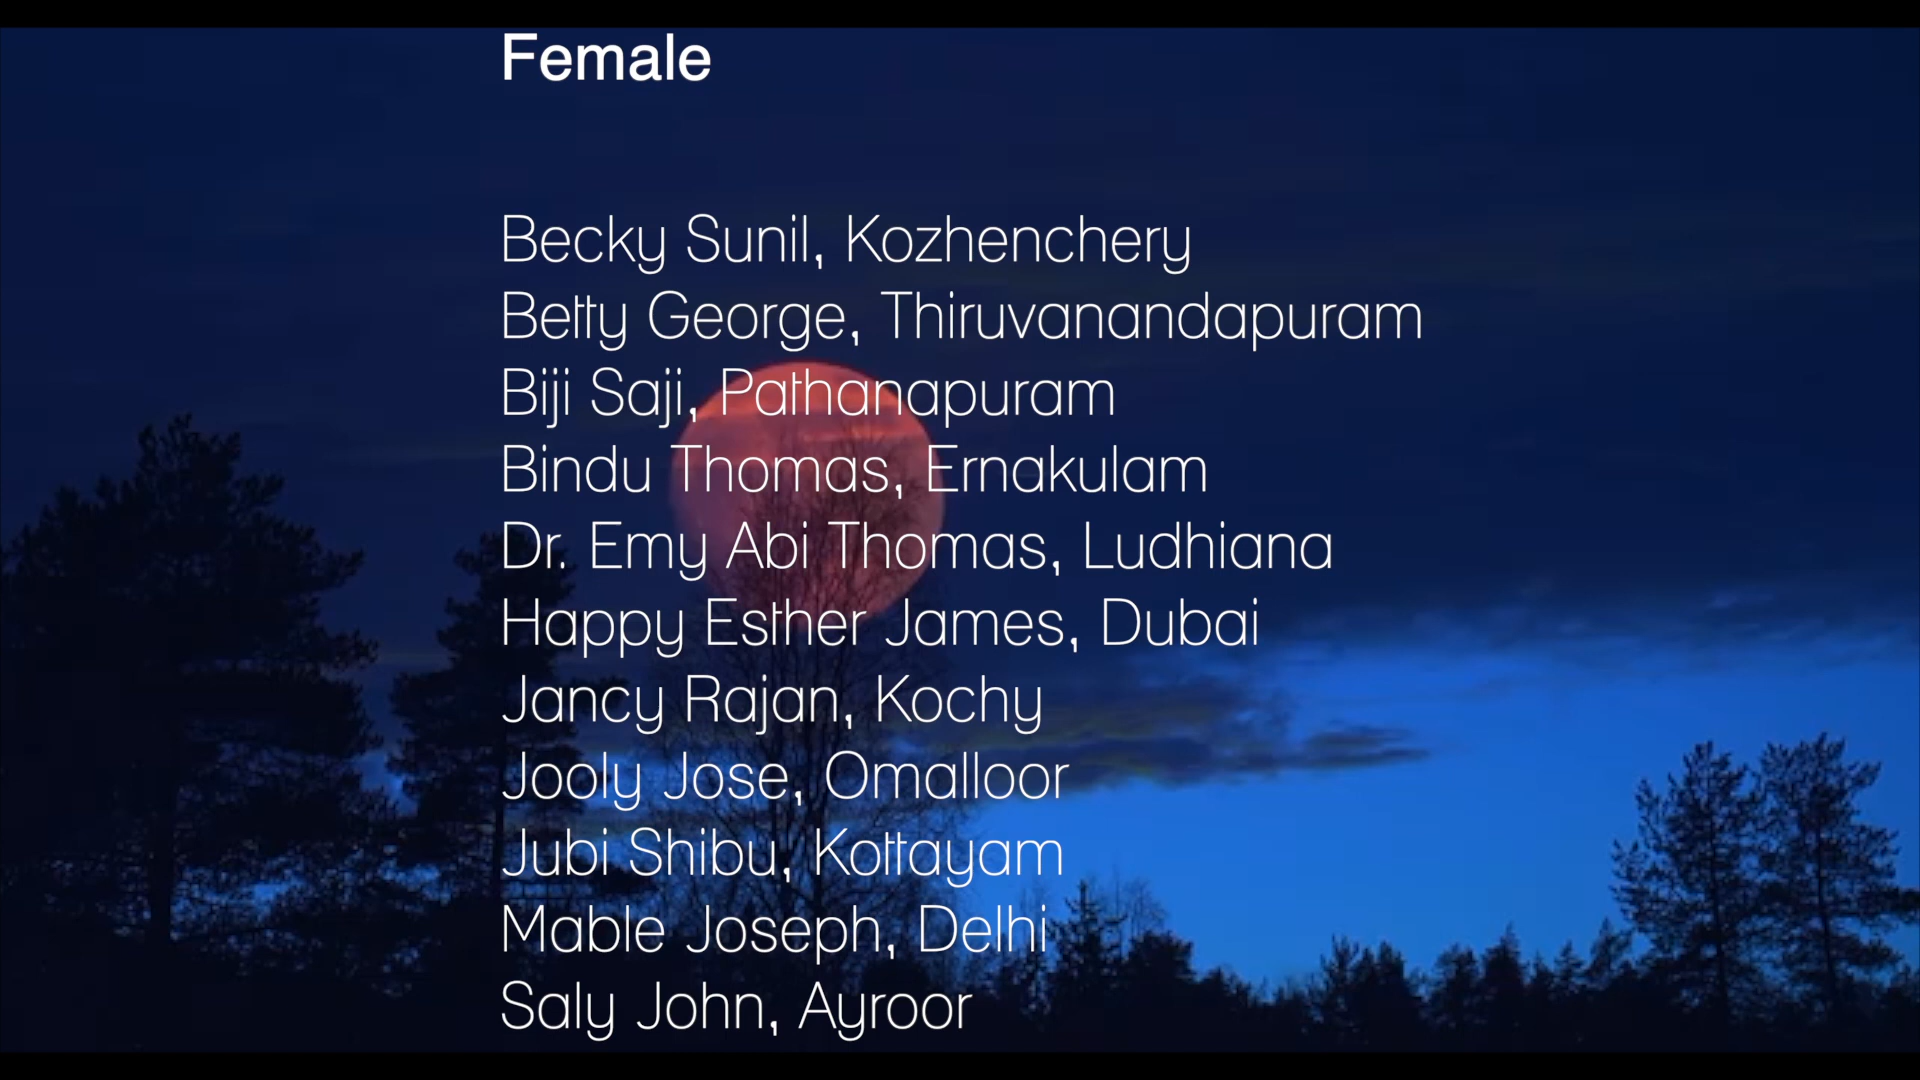 Female
Becky Sunil, Kozhenchery
Betty George, Thiruvanandapuram
Biji Saji, Pathanapuram
Bindu Thomas, Ernakulam
Dr. Emy Abi Thomas, Ludhiana
Happy Esther James, Dubai
Jancy Rajan, Kochy
Jooly Jose, Omalloor
Jubi Shibu, Kottayam
Mable Joseph, Delhi
Saly John, Ayroor